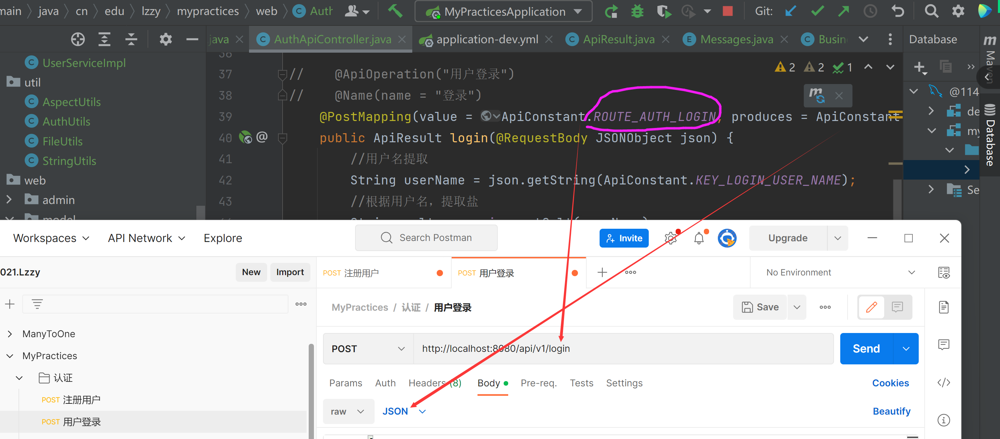 main java cn edu lzzy mypractices web Auth MyPracticesApplication Git:
java AuthApiController.java application-dev.yml ApiResult.java Messages.java Busin Database
Maven
Database
UserServiceImpl
util
AspectUtils
AuthUtils
FileUtils
StringUtils
web
admin
model
2 2 1
37 // @ApiOperation("用户登录")
38 // @Name(name = "登录")
39 @PostMapping(value = ApiConstant.ROUTE_AUTH_LOGIN, produces = ApiConstant
40 public ApiResult login(@RequestBody JSONObject json) {
41 //用户名提取
42 String userName = json.getString(ApiConstant.KEY_LOGIN_USER_NAME);
43 //根据用户名，提取盐
@114
de
my
Se
Workspaces API Network Explore Search Postman Invite Upgrade
021.Lzzy New Import
POST 注册用户 POST 用户登录 No Environment
MyPractices / 认证 / 用户登录 Save
ManyToOne
MyPractices
认证
POST 注册用户
POST 用户登录
POST http://localhost:8080/api/v1/login Send
Params Auth Headers (8) Body Pre-req. Tests Settings Cookies
raw JSON Beautify